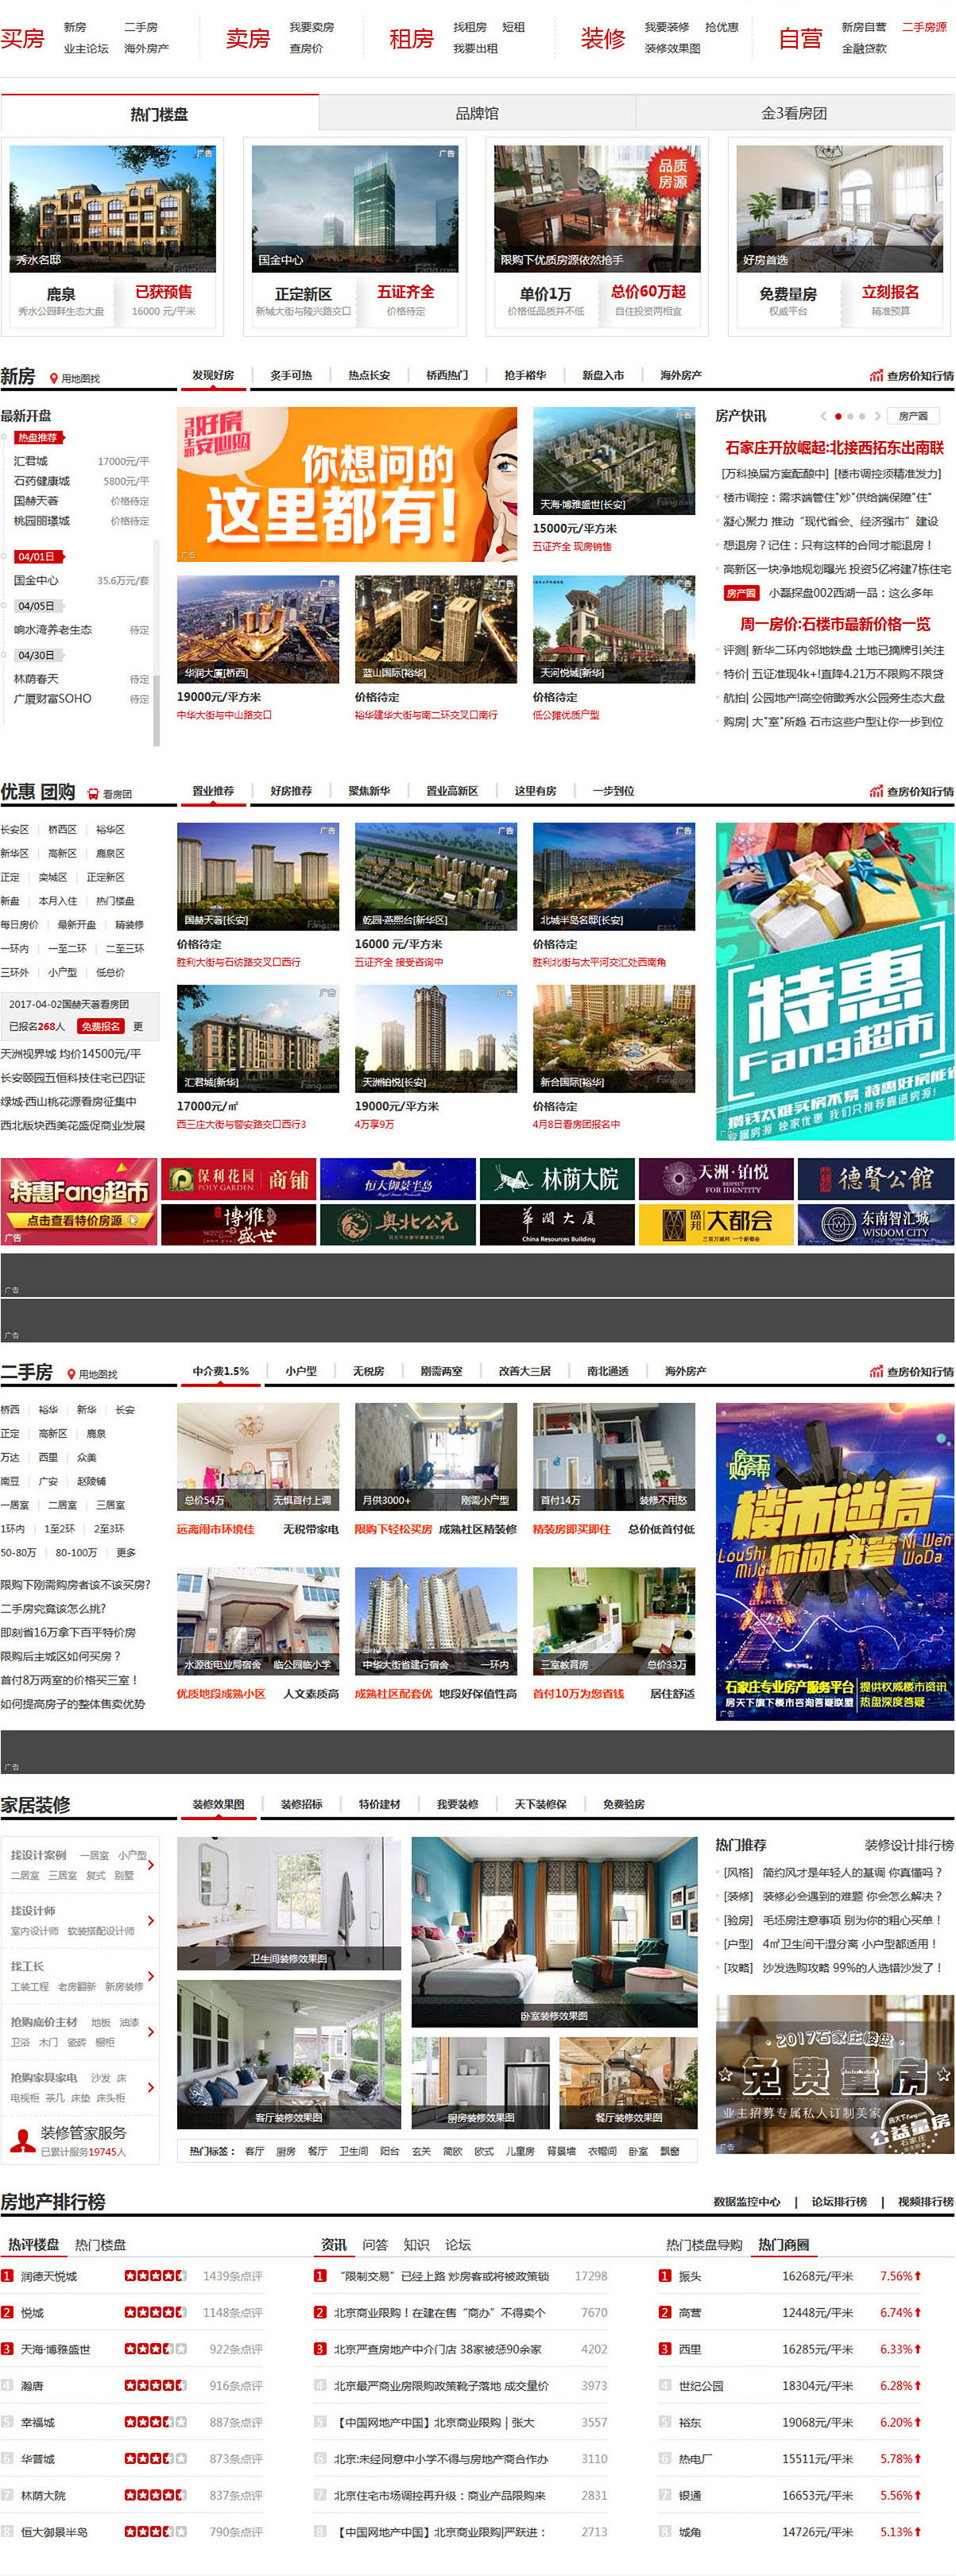 买房 新房 二手房 业主论坛 海外房产
卖房 我要卖房 查房价
租房 找租房 短租 我要出租
装修 我要装修 抢优惠 装修效果图
自营 新房自营 二手房源 金融贷款
热门楼盘 品牌馆 金3看房团
广告 广告
品质
房源
秀水名邸 国金中心 限购下优质房源依然抢手 好房首选
鹿泉 已获预售 正定新区 五证齐全 单价1万 总价60万起 免费量房 立刻报名
秀水公园畔生态大盘 16000 元/平米 新城大街与隆兴路交口 价格待定 价格低品质并不低 自住投资两相宜 权威平台 精准预算
新房 用地图找 发现好房 炙手可热 热点长安 桥西热门 抢手裕华 新盘入市 海外房产 查房价知行情
最新开盘
热盘推荐
汇君城 17000元/平
石药健康城 5800元/平
国赫天著 价格待定
桃园丽璟城 价格待定
04/01日
国金中心 35.6万元/套
04/05日
响水湾养老生态 待定
04/30日
林荫春天 待定
广厦财富SOHO 待定
你想问的
这里都有!
广告
广告
天海·博雅盛世[长安]
15000元/平方米
五证齐全 现房销售
广告 广告 广告
华润大厦[桥西] 蓝山国际[裕华] 天河悦城[新华]
19000元/平方米 价格待定 价格待定
中华大街与中山路交口 裕华建华大街与南二环交叉口南行 低公摊优质户型
房产快讯 房产圈
石家庄开放崛起:北接西拓东出南联
[万科换届方案酝酿中] [楼市调控须精准发力]
楼市调控：需求端管住"炒"供给端保障"住"
凝心聚力 推动“现代省会、经济强市”建设
想退房？记住：只有这样的合同才能退房！
高新区一块净地规划曝光 投资5亿将建7栋住宅
房产圈 小磊探盘002西湖一品：这么多年
周一房价:石楼市最新价格一览
评测| 新华二环内邻地铁盘 土地已摘牌引关注
特价| 五证准现4k+!直降4.21万不限购不限贷
航拍| 公园地产!高空俯瞰秀水公园旁生态大盘
购房| 大"室"所趋 石市这些户型让你一步到位
优惠 团购 看房团 置业推荐 好房推荐 聚焦新华 置业高新区 这里有房 一步到位 查房价知行情
长安区 桥西区 裕华区
新华区 高新区 鹿泉区
正定 栾城区 正定新区
新盘 本月入住 热门楼盘
每日房价 最新开盘 精装修
一环内 一至二环 二至三环
三环外 小户型 低总价
2017-04-02国赫天著看房团
已报名268人 免费报名 更
天洲视界城 均价14500元/平
长安颐园五恒科技住宅已四证
绿城·西山桃花源看房征集中
西北版块西美花盛促商业发展
广告 广告 广告
国赫天著[长安] 乾园·燕熙台[新华区] 北城半岛名邸[长安]
价格待定 16000 元/平方米 价格待定
胜利大街与石纺路交叉口西行 五证齐全 接受咨询中 胜利北街与太平河交汇处西南角
广告 广告 广告
汇君城[新华] 天洲铂悦[长安] 新合国际[裕华]
17000元/㎡ 19000元/平方米 价格待定
西三庄大街与警安路交口西行3 4万享9万 4月8日看房团报名中
特惠
Fang超市
特惠Fang超市
点击查看特价房源
广告
保利花园 商铺
POLY GARDEN
恒大御景半岛
林荫大院
天洲·铂悦
RESPECT
FOR IDENTITY
德贤公馆
博雅
盛世
奥北公元
华润大厦
China Resources Building
盛邦 大都会
三百万城邦 一个新都会
东南智汇城
WISDOM CITY
广告
广告
二手房 用地图找 中介费1.5% 小户型 无税房 刚需两室 改善大三居 南北通透 海外房产 查房价知行情
桥西 裕华 新华 长安
正定 高新区 鹿泉
万达 西里 众美
南豆 广安 赵陵铺
一居室 二居室 三居室
1环内 1至2环 2至3环
50-80万 80-100万 更多
限购下刚需购房者该不该买房?
二手房究竟该怎么挑?
即刻省16万拿下百平特价房
限购后主城区如何买房？
首付8万两室的价格买三室！
如何提高房子的整体售卖优势
总价54万 无惧首付上调 月供3000+ 刚需小户型 首付14万 装修不用愁
远离闹市环境佳 无税带家电 限购下轻松买房 成熟社区精装修 精装房即买即住 总价低首付低
水源街电业局宿舍 临公园临小学 中华大街省建行宿舍 一环内 三室教育房 总价33万
优质地段成熟小区 人文素质高 成熟社区配套优 地段好保值性高 首付10万为您省钱 居住舒适
楼市迷局
LouShi
MiJu
你问我答
Ni Wen
WoDa
石家庄专业房产服务平台 提供权威楼市资讯
房天下旗下楼市咨询答疑联盟 热盘深度答疑
广告
广告
家居装修 装修效果图 装修招标 特价建材 我要装修 天下装修保 免费验房
找设计案例 一居室 小户型
二居室 三居室 复式 别墅
找设计师
室内设计师 软装搭配设计师
找工长
工装工程 老房翻新 新房装修
抢购底价主材 地板 油漆
卫浴 木门 瓷砖 橱柜
抢购家具家电 沙发 床
电视柜 茶几 床垫 床头柜
装修管家服务
已累计服务19745人
卫生间装修效果图
卧室装修效果图
客厅装修效果图 厨房装修效果图 餐厅装修效果图
热门标签： 客厅 厨房 餐厅 卫生间 阳台 玄关 简欧 欧式 儿童房 背景墙 衣帽间 卧室 飘窗
热门推荐 装修设计排行榜
[风格] 简约风才是年轻人的基调 你真懂吗？
[装修] 装修必会遇到的难题 你会怎么解决？
[验房] 毛坯房注意事项 别为你的粗心买单！
[户型] 4㎡卫生间干湿分离 小户型都适用！
[攻略] 沙发选购攻略 99%的人选错沙发了！
·2017石家庄楼盘·
免费量房
业主招募专属私人订制美家
公益量房
石家庄
广告
房地产排行榜 数据监控中心 | 论坛排行榜 | 视频排行榜
热评楼盘 热门楼盘
1 润德天悦城 1439条点评
2 悦城 1148条点评
3 天海·博雅盛世 922条点评
4 瀚唐 916条点评
5 幸福城 887条点评
6 华普城 873条点评
7 林荫大院 837条点评
8 恒大御景半岛 790条点评
资讯 问答 知识 论坛
1 “限制交易”已经上路 炒房客或将被政策锁 17298
2 北京商业限购！在建在售“商办”不得卖个 7670
3 北京严查房地产中介门店 38家被惩90余家 4202
4 北京最严商业房限购政策靴子落地 成交量价 3973
5 【中国网地产中国】北京商业限购 | 张大 3557
6 北京:未经同意中小学不得与房地产商合作办 3110
7 北京住宅市场调控再升级：商业产品限购来 2831
8 【中国网地产中国】北京商业限购|严跃进： 2713
热门楼盘导购 热门商圈
1 振头 16268元/平米 7.56%
2 高营 12448元/平米 6.74%
3 西里 16285元/平米 6.33%
4 世纪公园 18304元/平米 6.28%
5 裕东 19068元/平米 6.20%
6 热电厂 15511元/平米 5.78%
7 银通 16653元/平米 5.56%
8 城角 14726元/平米 5.13%